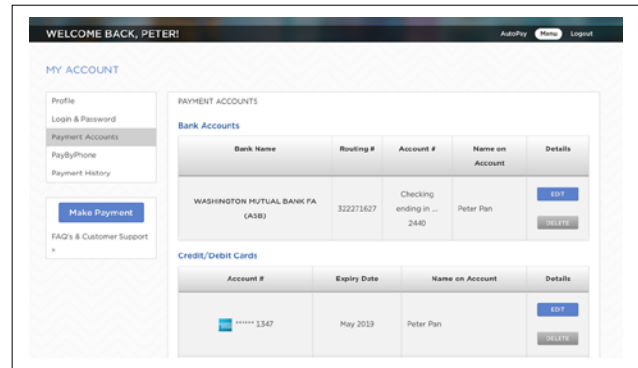 WELCOME BACK, PETER!
AutoPay Menu Logout
MY ACCOUNT
Profile
Login & Password
Payment Accounts
PayByPhone
Payment History
Make Payment
FAQ's & Customer Support
»
PAYMENT ACCOUNTS
Bank Accounts
Bank Name Routing # Account # Name on Account Details
WASHINGTON MUTUAL BANK FA
(ASB)
322271627
Checking
ending in ...
2440
Peter Pan
EDIT
DELETE
Credit/Debit Cards
Account # Expiry Date Name on Account Details
****** 1347 May 2019 Peter Pan
EDIT
DELETE